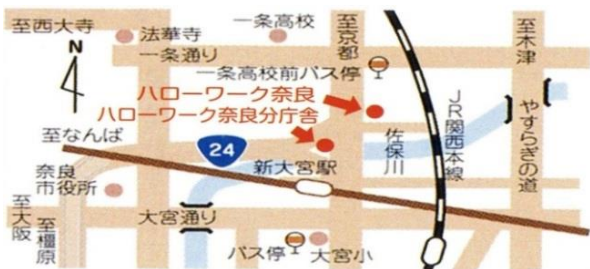 至西大寺
法華寺
一条高校
至京都
至木津
一条通り
一条高校前バス停
N
ハローワーク奈良
ハローワーク奈良分庁舎
至なんば
24
新大宮駅
佐保川
JR関西本線
やすらぎの道
奈良
市役所
至大阪
至橿原
大宮通り
バス停
大宮小